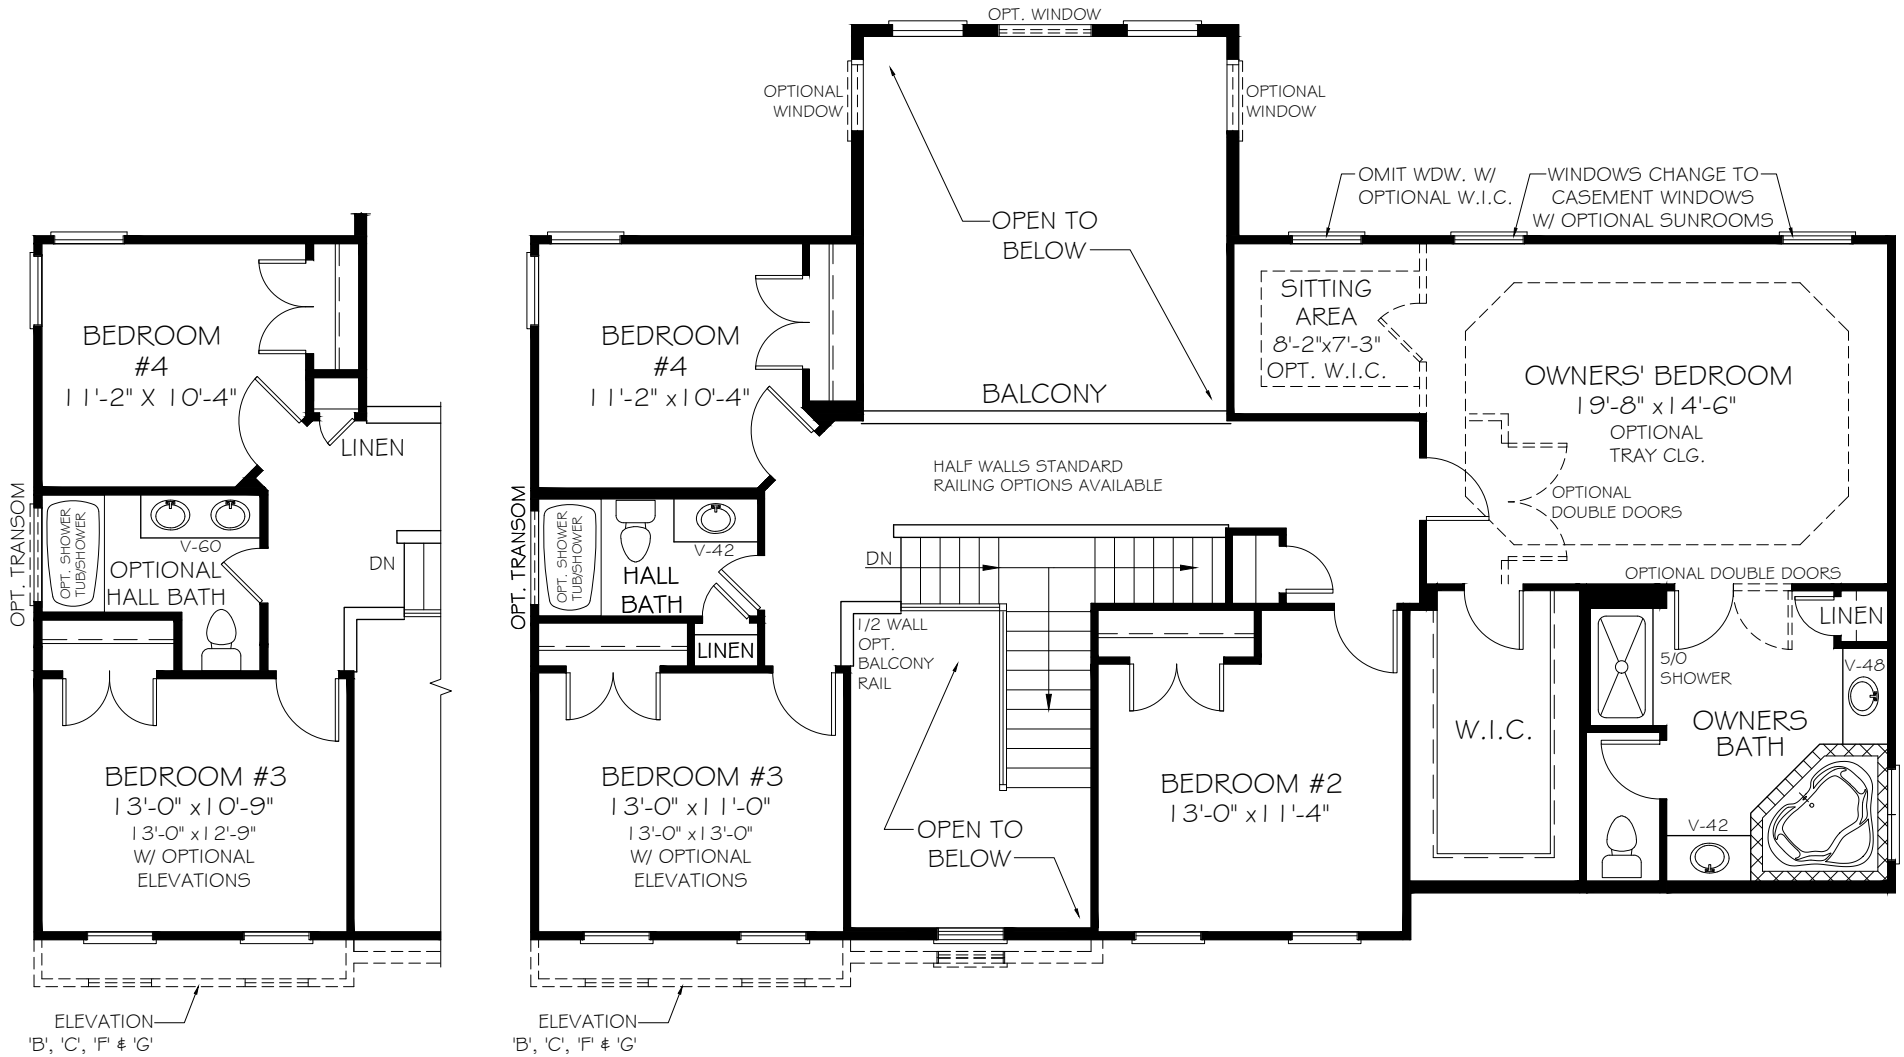 BEDROOM
#4
11'-2" X 10'-4"
LINEN
OPT. TRANSOM
OPT. SHOWER
TUB/SHOWER
V-60
OPTIONAL
HALL BATH
DN
BEDROOM #3
13'-0" x10'-9"
13'-0" x12'-9"
W/ OPTIONAL
ELEVATIONS
ELEVATION
'B', 'C', 'F' & 'G'
OPT. WINDOW
OPTIONAL
WINDOW
OPTIONAL
WINDOW
OPEN TO
BELOW
BALCONY
BEDROOM
#4
11'-2" x10'-4"
OPT. TRANSOM
OPT. SHOWER
TUB/SHOWER
V-42
HALL
BATH
LINEN
HALF WALLS STANDARD
RAILING OPTIONS AVAILABLE
DN
1/2 WALL
OPT.
BALCONY
RAIL
BEDROOM #3
13'-0" x11'-0"
13'-0" x13'-0"
W/ OPTIONAL
ELEVATIONS
ELEVATION
'B', 'C', 'F' & 'G'
OPEN TO
BELOW
BEDROOM #2
13'-0" x11'-4"
OMIT WDW. W/
OPTIONAL W.I.C.
WINDOWS CHANGE TO
CASEMENT WINDOWS
W/ OPTIONAL SUNROOMS
SITTING
AREA
8'-2"x7'-3"
OPT. W.I.C.
OWNERS' BEDROOM
19'-8" x14'-6"
OPTIONAL
TRAY CLG.
OPTIONAL
DOUBLE DOORS
OPTIONAL DOUBLE DOORS
LINEN
5/0
SHOWER
V-48
W.I.C.
OWNERS
BATH
V-42